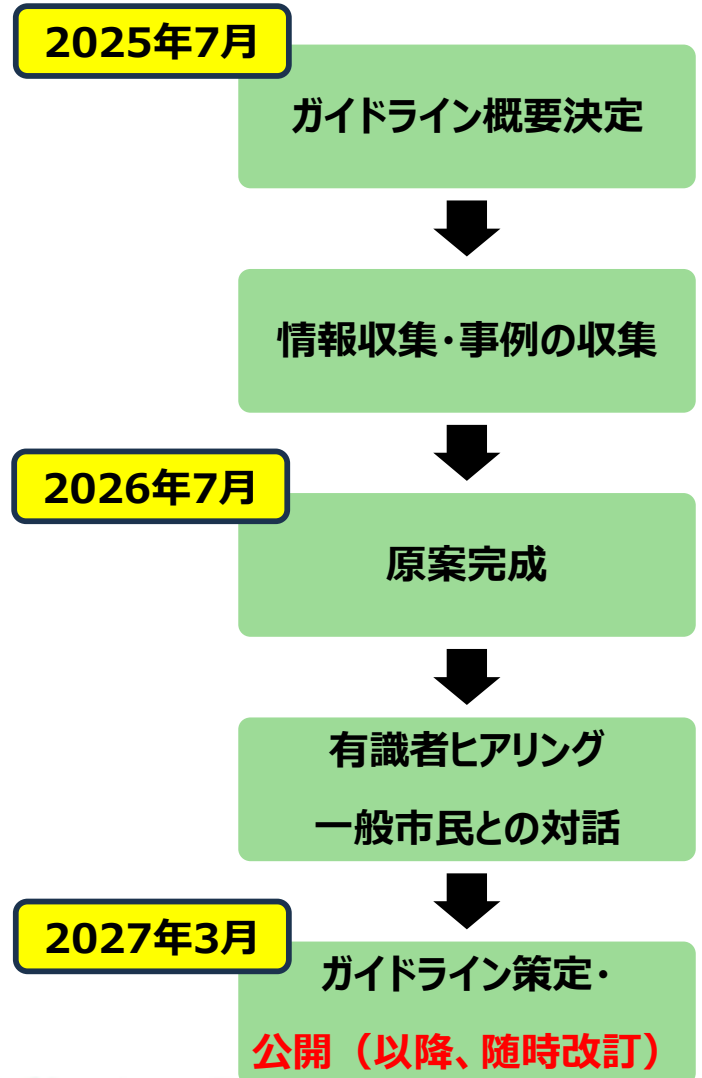 2025年7月
ガイドライン概要決定
情報収集・事例の収集
2026年7月
原案完成
有識者ヒアリング
一般市民との対話
2027年3月
ガイドライン策定・
公開（以降、随時改訂）